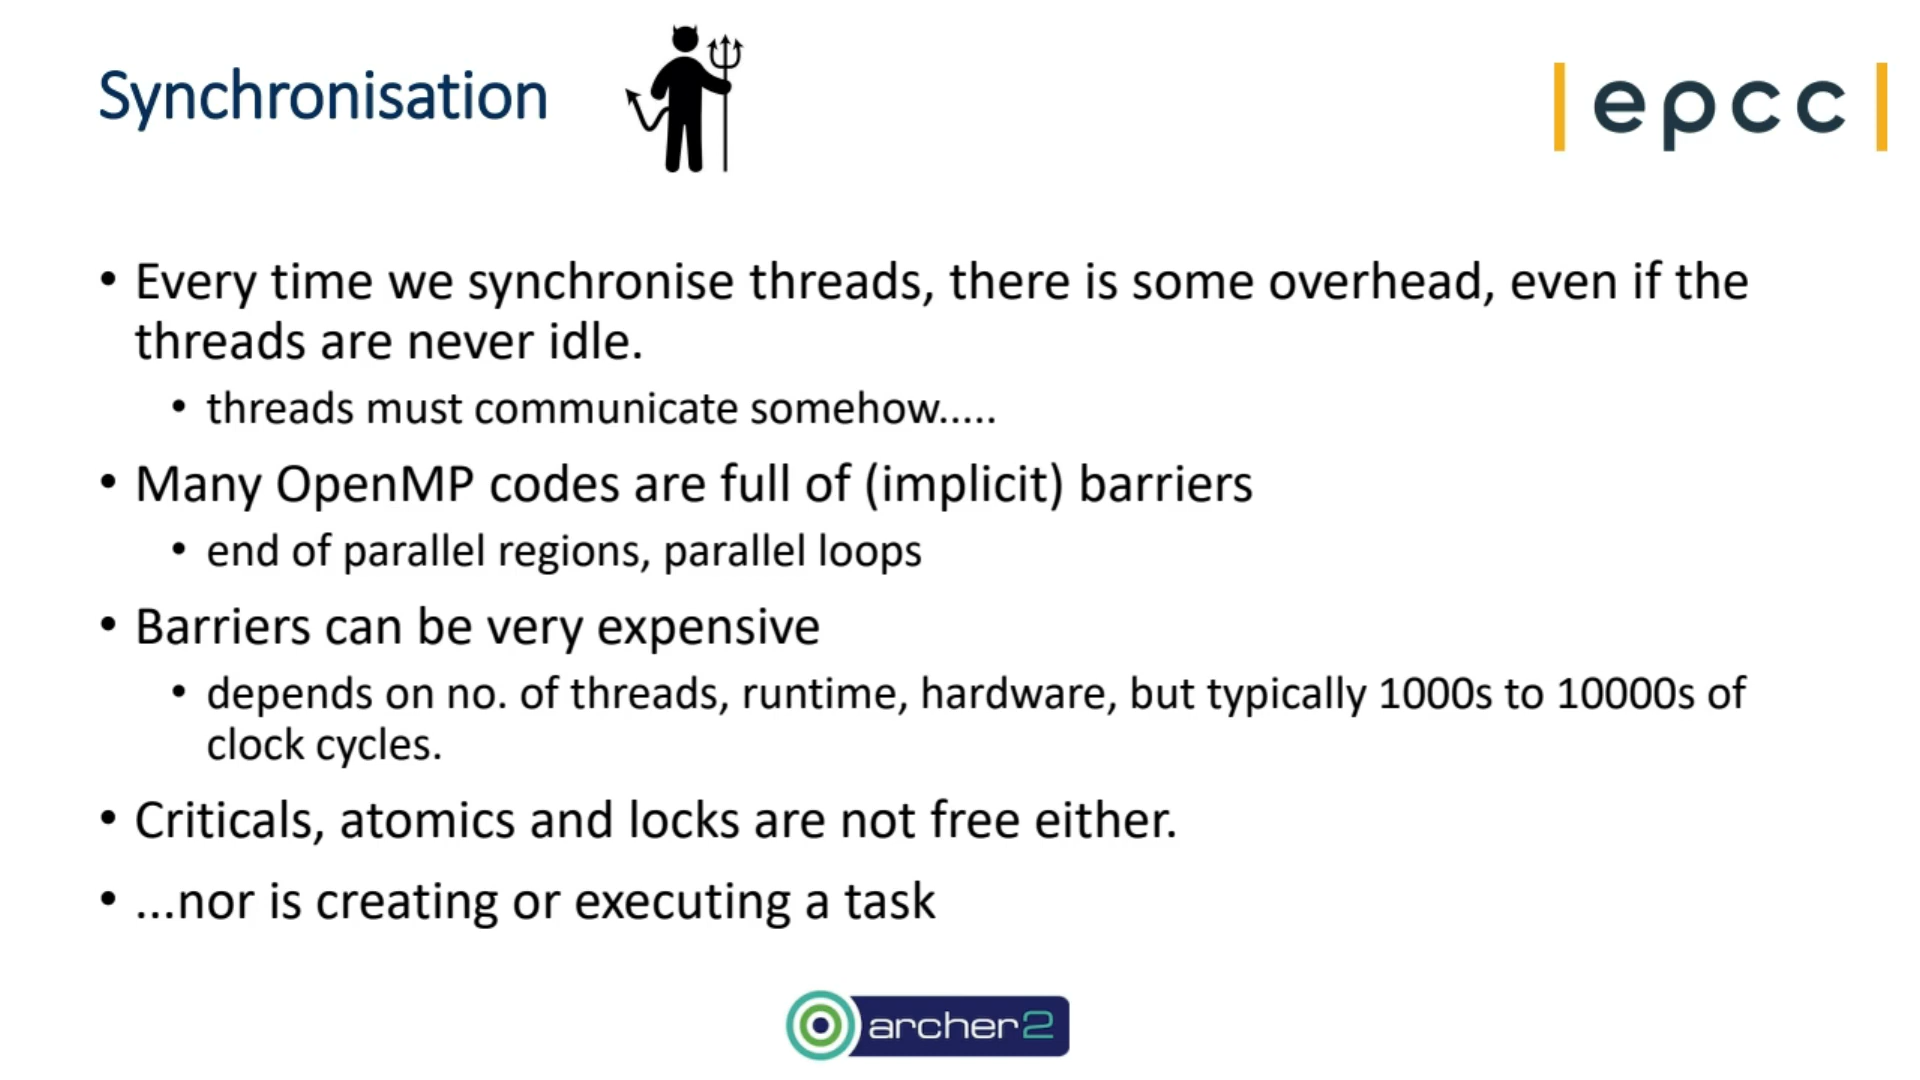 Synchronisation
|epcc|
• Every time we synchronise threads, there is some overhead, even if the
threads are never idle.
• threads must communicate somehow.....
• Many OpenMP codes are full of (implicit) barriers
• end of parallel regions, parallel loops
• Barriers can be very expensive
• depends on no. of threads, runtime, hardware, but typically 1000s to 10000s of
clock cycles.
• Criticals, atomics and locks are not free either.
• ...nor is creating or executing a task
archer2